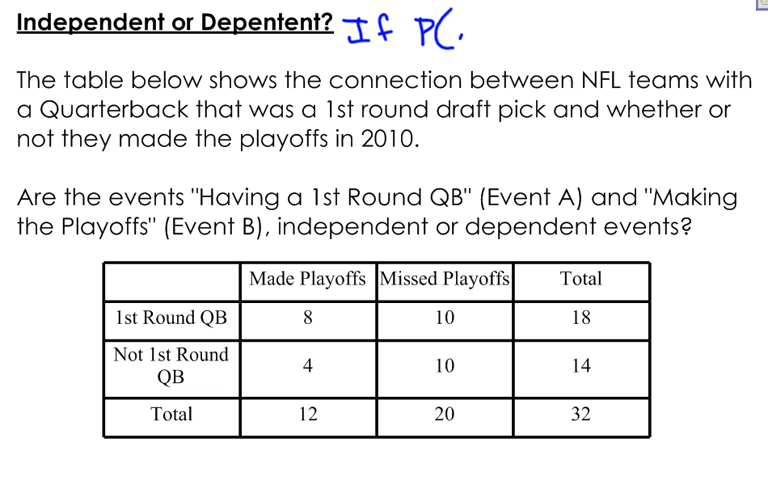 Independent or Depentent? If P(.
The table below shows the connection between NFL teams with
a Quarterback that was a 1st round draft pick and whether or
not they made the playoffs in 2010.
Are the events "Having a 1st Round QB" (Event A) and "Making
the Playoffs" (Event B), independent or dependent events?
Made Playoffs Missed Playoffs Total
1st Round QB 8 10 18
Not 1st Round
QB 4 10 14
Total 12 20 32